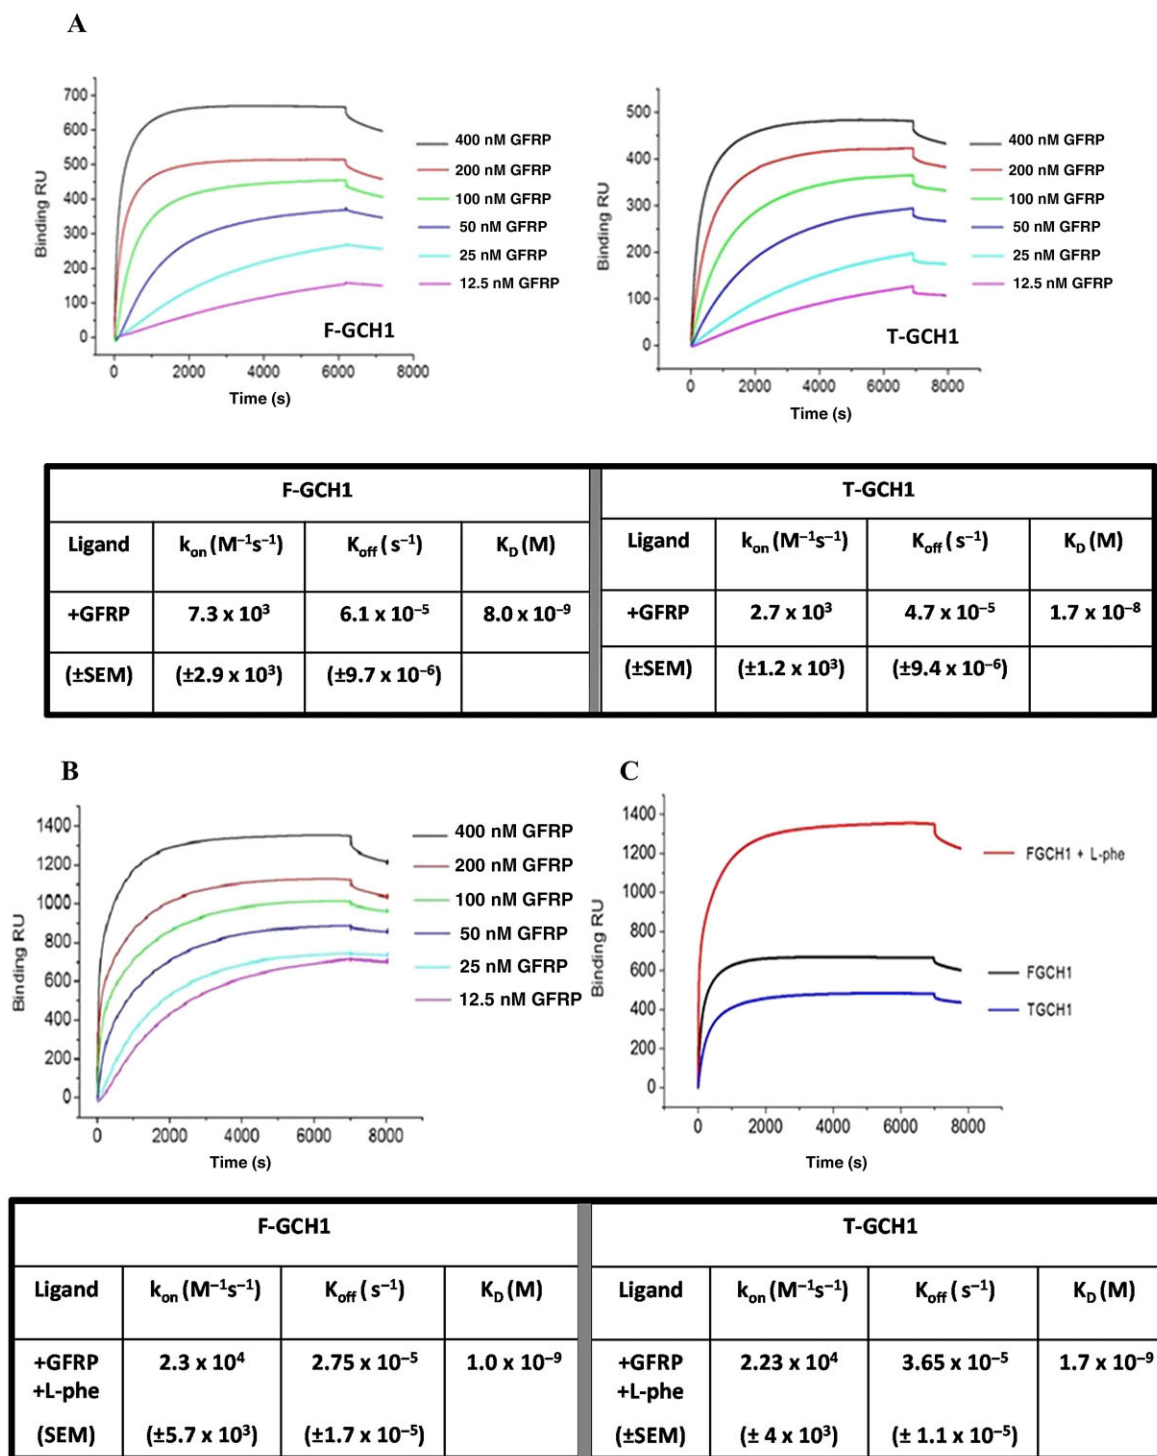 A
Binding RU
700
600
500
400
300
200
100
0
0 2000 4000 6000 8000
Time (s)
F-GCH1
400 nM GFRP
200 nM GFRP
100 nM GFRP
50 nM GFRP
25 nM GFRP
12.5 nM GFRP
Binding RU
500
400
300
200
100
0
0 2000 4000 6000 8000
Time (s)
T-GCH1
400 nM GFRP
200 nM GFRP
100 nM GFRP
50 nM GFRP
25 nM GFRP
12.5 nM GFRP
F-GCH1 T-GCH1
Ligand kon (M⁻¹s⁻¹) Koff ( s⁻¹) KD (M) Ligand kon (M⁻¹s⁻¹) Koff ( s⁻¹) KD (M)
+GFRP 7.3 x 10³ 6.1 x 10⁻⁵ 8.0 x 10⁻⁹ +GFRP 2.7 x 10³ 4.7 x 10⁻⁵ 1.7 x 10⁻⁸
(±SEM) (±2.9 x 10³) (±9.7 x 10⁻⁶) (±SEM) (±1.2 x 10³) (±9.4 x 10⁻⁶)
B
Binding RU
1400
1200
1000
800
600
400
200
0
0 2000 4000 6000 8000
Time (s)
400 nM GFRP
200 nM GFRP
100 nM GFRP
50 nM GFRP
25 nM GFRP
12.5 nM GFRP
C
Binding RU
1400
1200
1000
800
600
400
200
0
0 2000 4000 6000 8000
Time (s)
FGCH1 + L-phe
FGCH1
TGCH1
F-GCH1 T-GCH1
Ligand kon (M⁻¹s⁻¹) Koff ( s⁻¹) KD (M) Ligand kon (M⁻¹s⁻¹) Koff ( s⁻¹) KD (M)
+GFRP 2.3 x 10⁴ 2.75 x 10⁻⁵ 1.0 x 10⁻⁹ +GFRP 2.23 x 10⁴ 3.65 x 10⁻⁵ 1.7 x 10⁻⁹
+L-phe +L-phe
(SEM) (±5.7 x 10³) (±1.7 x 10⁻⁵) (±SEM) (± 4 x 10³) (± 1.1 x 10⁻⁵)